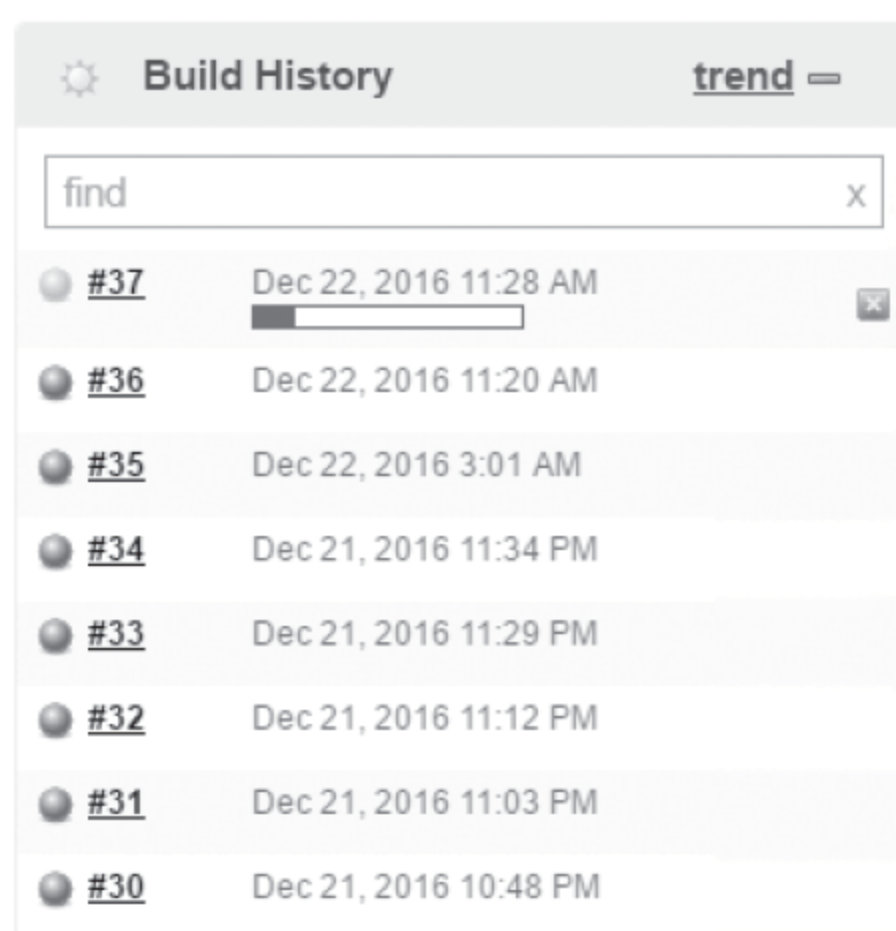 Build History trend
find x
#37 Dec 22, 2016 11:28 AM
#36 Dec 22, 2016 11:20 AM
#35 Dec 22, 2016 3:01 AM
#34 Dec 21, 2016 11:34 PM
#33 Dec 21, 2016 11:29 PM
#32 Dec 21, 2016 11:12 PM
#31 Dec 21, 2016 11:03 PM
#30 Dec 21, 2016 10:48 PM